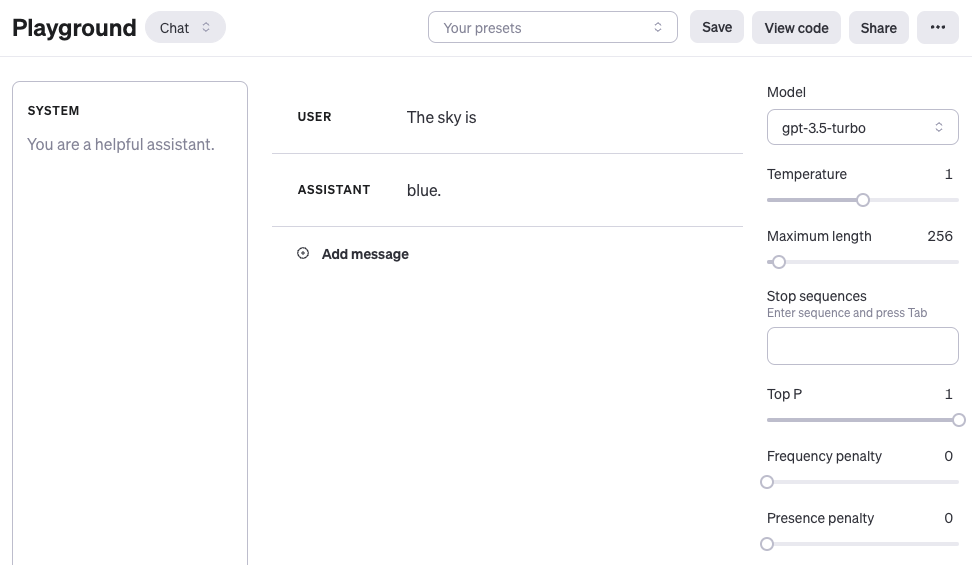 Playground
Chat
Your presets
Save
View code
Share
•••
SYSTEM
You are a helpful assistant.
USER
The sky is
ASSISTANT
blue.
Add message
Model
gpt-3.5-turbo
Temperature 1
Maximum length 256
Stop sequences
Enter sequence and press Tab
Top P 1
Frequency penalty 0
Presence penalty 0